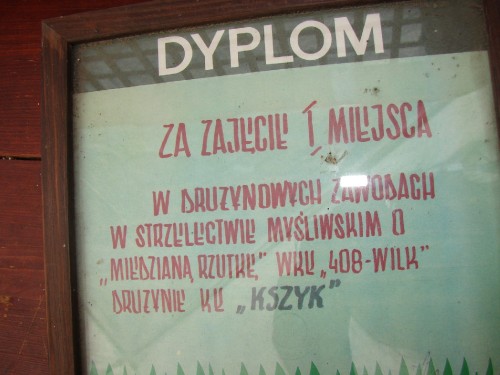 DYPLOM
ZA ZAJĘCIE I MIEJSCA
W DRUŻYNOWYCH ZAWODACH
W STRZELECTWIE MYŚLIWSKIM O
„MIEDZIANĄ RZUTKĘ” WKŁ „408-WILK”
DRUŻYNIE KŁ „KSZYK”